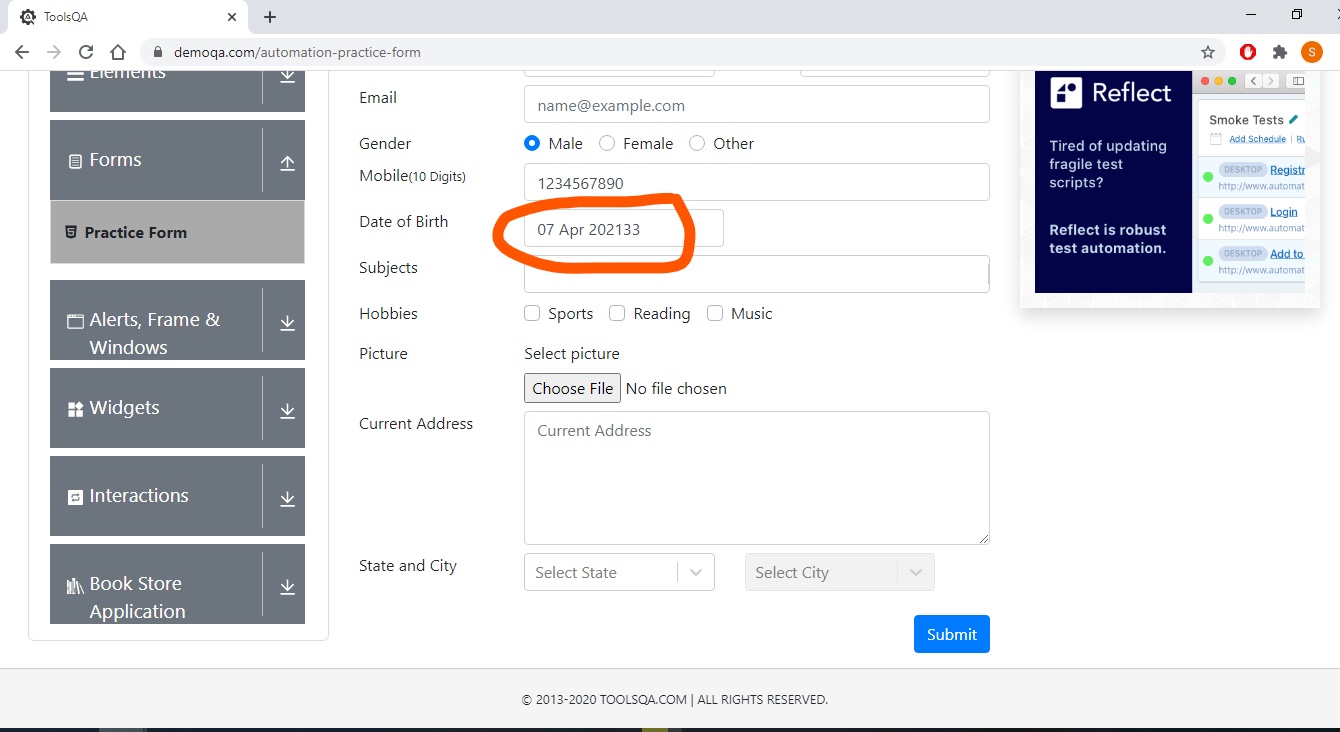 ToolsQA
demoqa.com/automation-practice-form
S
Elements
Forms
Practice Form
Alerts, Frame &
Windows
Widgets
Interactions
Book Store
Application
Email
name@example.com
Gender
Male
Female
Other
Mobile(10 Digits)
1234567890
Date of Birth
07 Apr 202133
Subjects
Hobbies
Sports
Reading
Music
Picture
Select picture
Choose File No file chosen
Current Address
Current Address
State and City
Select State
Select City
Submit
Reflect
Tired of updating
fragile test
scripts?
Reflect is robust
test automation.
Smoke Tests
Add Schedule | Ru
DESKTOP Registr
http://www.automat
DESKTOP Login
http://www.automat
DESKTOP Add to
http://www.automat
© 2013-2020 TOOLSQA.COM | ALL RIGHTS RESERVED.